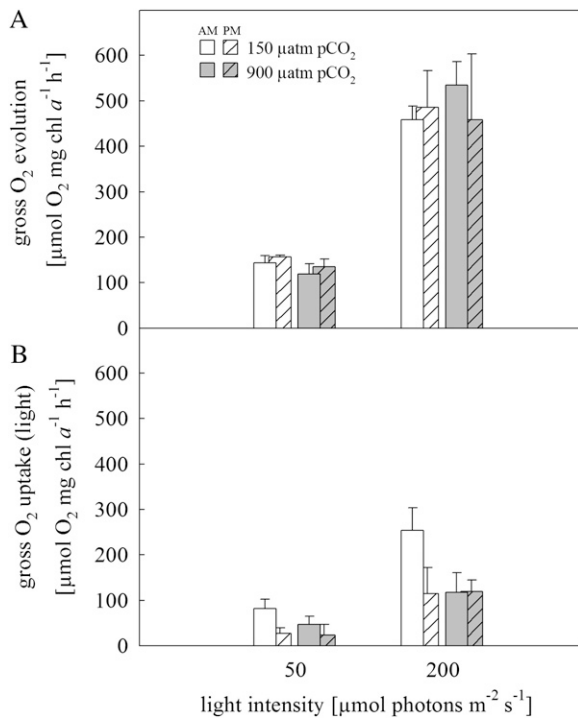 A
AM PM
150 µatm pCO₂
900 µatm pCO₂
gross O₂ evolution
[µmol O₂ mg chl a⁻¹ h⁻¹]
600
500
400
300
200
100
0
B
gross O₂ uptake (light)
[µmol O₂ mg chl a⁻¹ h⁻¹]
600
500
400
300
200
100
0
50 200
light intensity [µmol photons m⁻² s⁻¹]